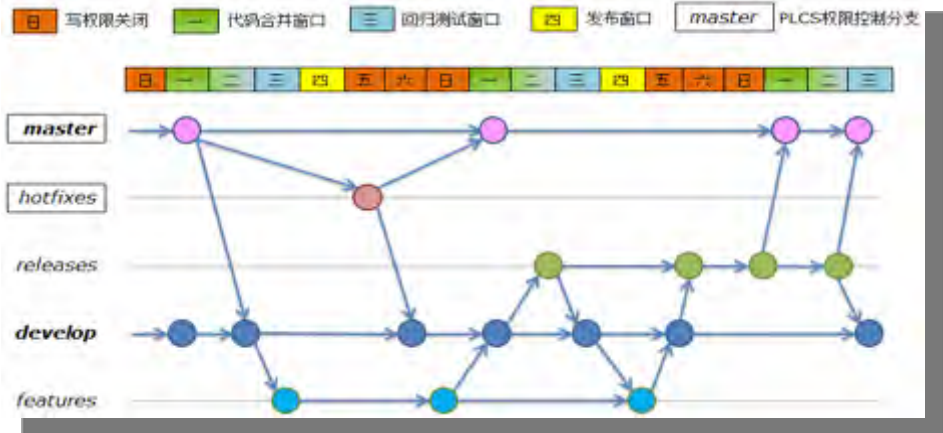 日 写权限关闭 一 代码合并窗口 三 回归测试窗口 四 发布窗口 master PLCS权限控制分支
日 一 二 三 四 五 六 日 一 二 三 四 五 六 日 一 二 三
master
hotfixes
releases
develop
features